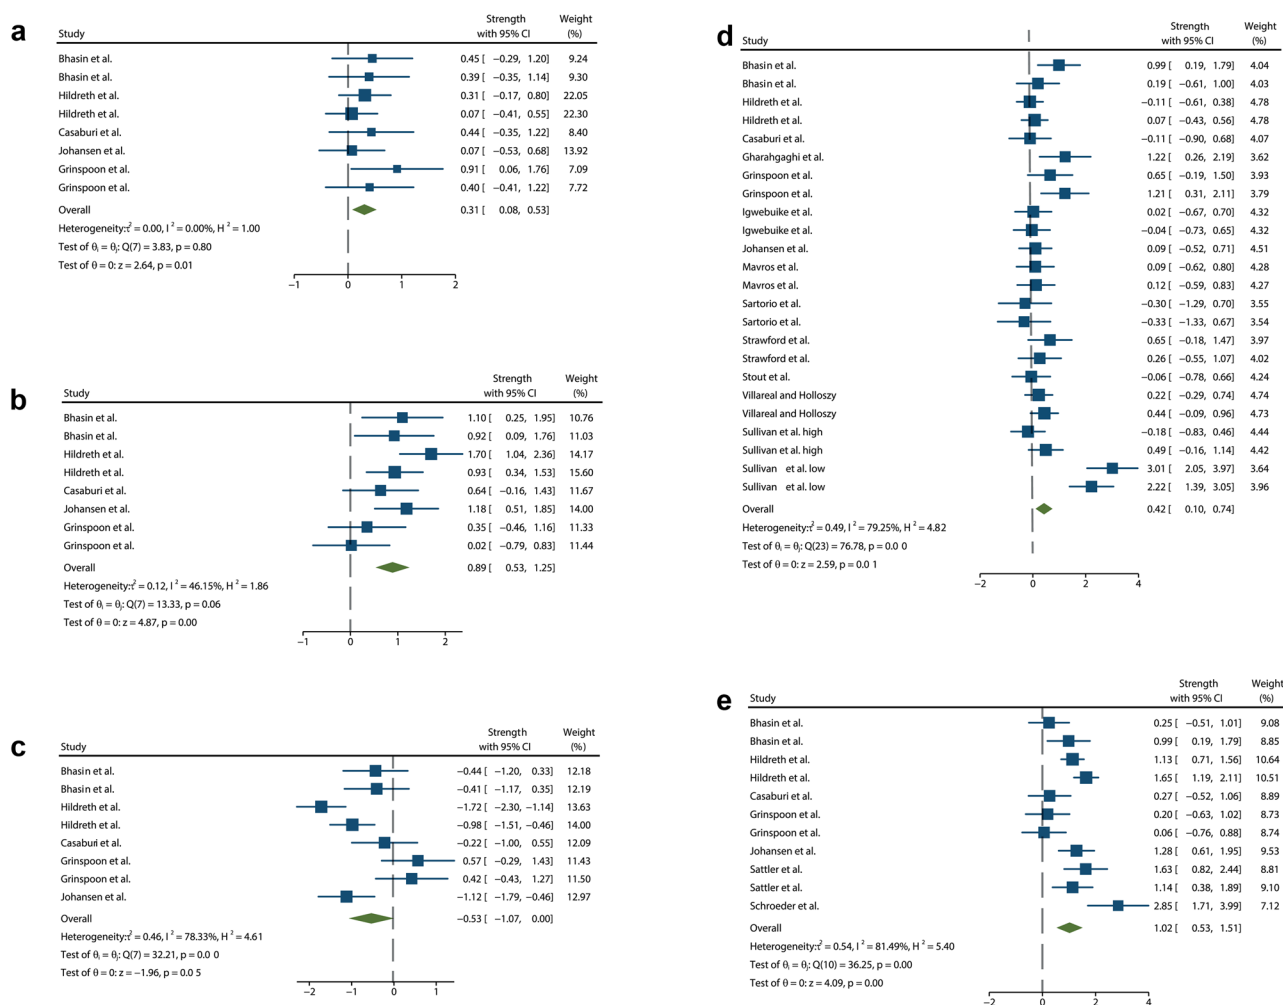 a
Strength Weight
Study with 95% CI (%)
Bhasin et al. 0.45 [ −0.29, 1.20] 9.24
Bhasin et al. 0.39 [ −0.35, 1.14] 9.30
Hildreth et al. 0.31 [ −0.17, 0.80] 22.05
Hildreth et al. 0.07 [ −0.41, 0.55] 22.30
Casaburi et al. 0.44 [ −0.35, 1.22] 8.40
Johansen et al. 0.07 [ −0.53, 0.68] 13.92
Grinspoon et al. 0.91 [ 0.06, 1.76] 7.09
Grinspoon et al. 0.40 [ −0.41, 1.22] 7.72
Overall 0.31 [ 0.08, 0.53]
Heterogeneity:τ² = 0.00, I² = 0.00%, H² = 1.00
Test of θi = θj: Q(7) = 3.83, p = 0.80
Test of θ = 0: z = 2.64, p = 0.01
−1 0 1 2
b
Strength Weight
Study with 95% CI (%)
Bhasin et al. 1.10 [ 0.25, 1.95] 10.76
Bhasin et al. 0.92 [ 0.09, 1.76] 11.03
Hildreth et al. 1.70 [ 1.04, 2.36] 14.17
Hildreth et al. 0.93 [ 0.34, 1.53] 15.60
Casaburi et al. 0.64 [ −0.16, 1.43] 11.67
Johansen et al. 1.18 [ 0.51, 1.85] 14.00
Grinspoon et al. 0.35 [ −0.46, 1.16] 11.33
Grinspoon et al. 0.02 [ −0.79, 0.83] 11.44
Overall 0.89 [ 0.53, 1.25]
Heterogeneity:τ² = 0.12, I² = 46.15%, H² = 1.86
Test of θi = θj: Q(7) = 13.33, p = 0.06
Test of θ = 0: z = 4.87, p = 0.00
−1 0 1 2
c
Strength Weight
Study with 95% CI (%)
Bhasin et al. −0.44 [ −1.20, 0.33] 12.18
Bhasin et al. −0.41 [ −1.17, 0.35] 12.19
Hildreth et al. −1.72 [ −2.30, −1.14] 13.63
Hildreth et al. −0.98 [ −1.51, −0.46] 14.00
Casaburi et al. −0.22 [ −1.00, 0.55] 12.09
Grinspoon et al. 0.57 [ −0.29, 1.43] 11.43
Grinspoon et al. 0.42 [ −0.43, 1.27] 11.50
Johansen et al. −1.12 [ −1.79, −0.46] 12.97
Overall −0.53 [ −1.07, 0.00]
Heterogeneity:τ² = 0.46, I² = 78.33%, H² = 4.61
Test of θi = θj: Q(7) = 32.21, p = 0.0 0
Test of θ = 0: z = −1.96, p = 0.0 5
−2 −1 0 1
d
Strength Weight
Study with 95% CI (%)
Bhasin et al. 0.99 [ 0.19, 1.79] 4.04
Bhasin et al. 0.19 [ −0.61, 1.00] 4.03
Hildreth et al. −0.11 [ −0.61, 0.38] 4.78
Hildreth et al. 0.07 [ −0.43, 0.56] 4.78
Casaburi et al. −0.11 [ −0.90, 0.68] 4.07
Gharahgaghi et al. 1.22 [ 0.26, 2.19] 3.62
Grinspoon et al. 0.65 [ −0.19, 1.50] 3.93
Grinspoon et al. 1.21 [ 0.31, 2.11] 3.79
Igwebuike et al. 0.02 [ −0.67, 0.70] 4.32
Igwebuike et al. −0.04 [ −0.73, 0.65] 4.32
Johansen et al. 0.09 [ −0.52, 0.71] 4.51
Mavros et al. 0.09 [ −0.62, 0.80] 4.28
Mavros et al. 0.12 [ −0.59, 0.83] 4.27
Sartorio et al. −0.30 [ −1.29, 0.70] 3.55
Sartorio et al. −0.33 [ −1.33, 0.67] 3.54
Strawford et al. 0.65 [ −0.18, 1.47] 3.97
Strawford et al. 0.26 [ −0.55, 1.07] 4.02
Stout et al. −0.06 [ −0.78, 0.66] 4.24
Villareal and Holloszy 0.22 [ −0.29, 0.74] 4.74
Villareal and Holloszy 0.44 [ −0.09, 0.96] 4.73
Sullivan et al. high −0.18 [ −0.83, 0.46] 4.44
Sullivan et al. high 0.49 [ −0.16, 1.14] 4.42
Sullivan et al. low 3.01 [ 2.05, 3.97] 3.64
Sullivan et al. low 2.22 [ 1.39, 3.05] 3.96
Overall 0.42 [ 0.10, 0.74]
Heterogeneity:τ² = 0.49, I² = 79.25%, H² = 4.82
Test of θi = θj: Q(23) = 76.78, p = 0.0 0
Test of θ = 0: z = 2.59, p = 0.0 1
−2 0 2 4
e
Strength Weight
Study with 95% CI (%)
Bhasin et al. 0.25 [ −0.51, 1.01] 9.08
Bhasin et al. 0.99 [ 0.19, 1.79] 8.85
Hildreth et al. 1.13 [ 0.71, 1.56] 10.64
Hildreth et al. 1.65 [ 1.19, 2.11] 10.51
Casaburi et al. 0.27 [ −0.52, 1.06] 8.89
Grinspoon et al. 0.20 [ −0.63, 1.02] 8.73
Grinspoon et al. 0.06 [ −0.76, 0.88] 8.74
Johansen et al. 1.28 [ 0.61, 1.95] 9.53
Sattler et al. 1.63 [ 0.82, 2.44] 8.81
Sattler et al. 1.14 [ 0.38, 1.89] 9.10
Schroeder et al. 2.85 [ 1.71, 3.99] 7.12
Overall 1.02 [ 0.53, 1.51]
Heterogeneity:τ² = 0.54, I² = 81.49%, H² = 5.40
Test of θi = θj: Q(10) = 36.25, p = 0.00
Test of θ = 0: z = 4.09, p = 0.00
−2 0 2 4